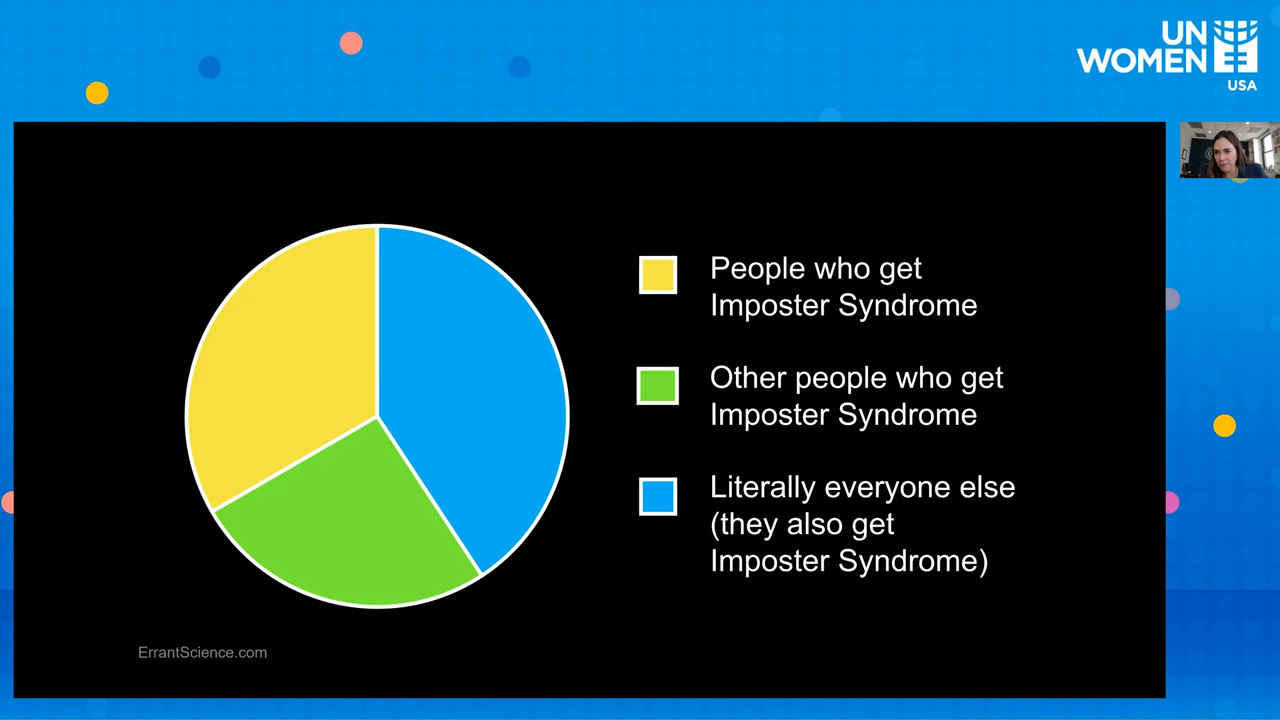 UN
WOMEN
USA
People who get
Imposter Syndrome
Other people who get
Imposter Syndrome
Literally everyone else
(they also get
Imposter Syndrome)
ErrantScience.com